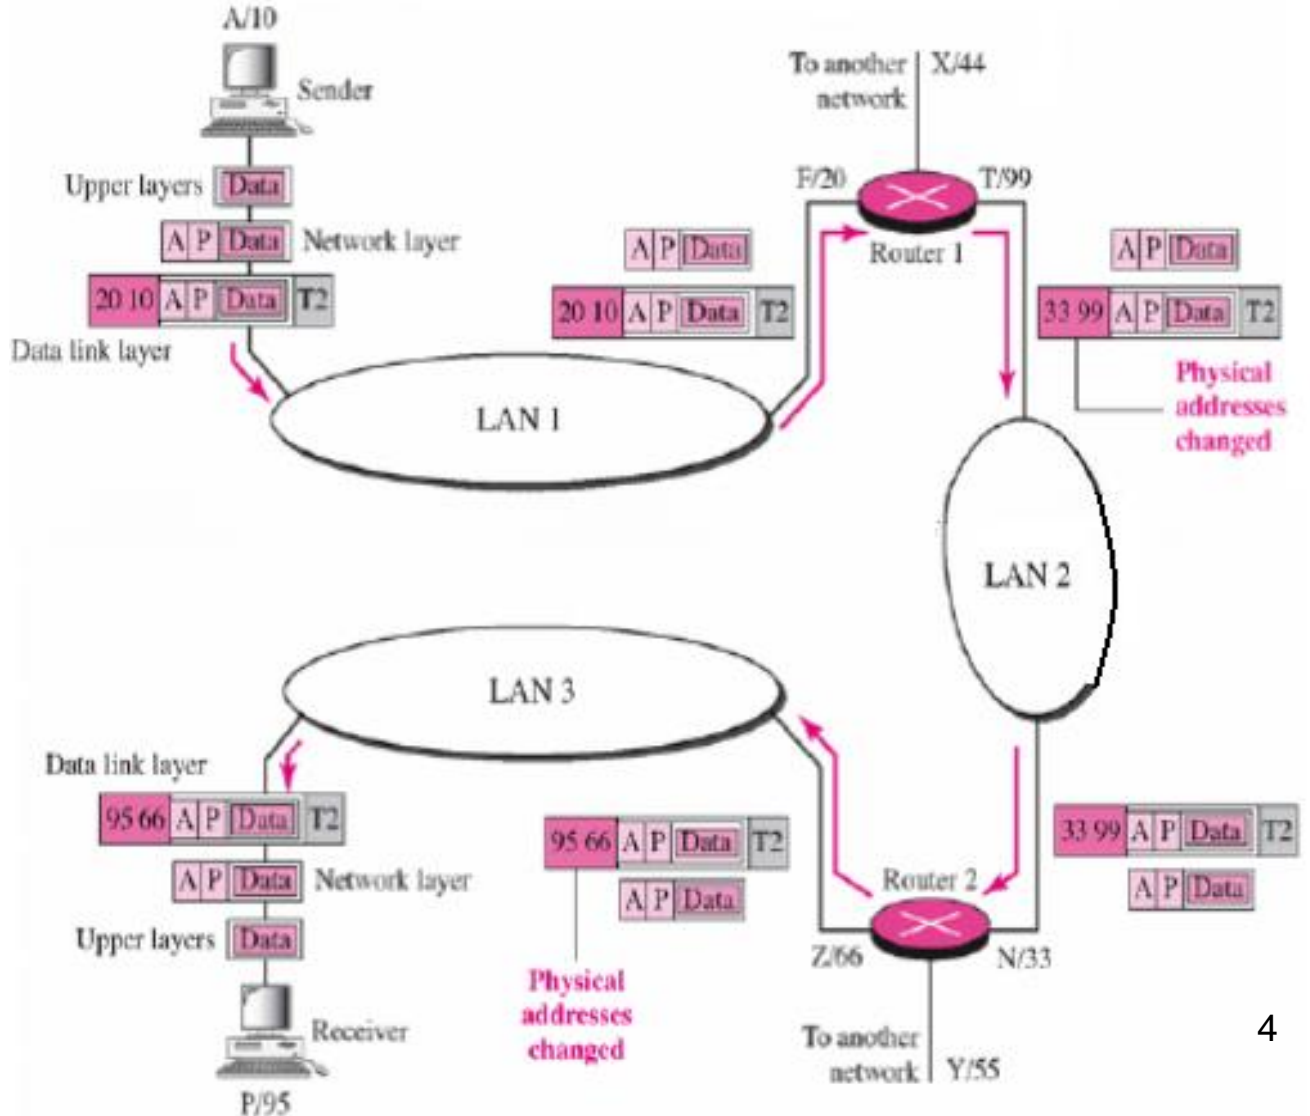 A/10
Sender
Upper layers
Data
A P Data
Network layer
20 10 A P Data T2
Data link layer
To another
network
X/44
F/20
T/99
Router 1
A P Data
20 10 A P Data T2
A P Data
33 99 A P Data T2
Physical
addresses
changed
LAN 1
LAN 2
LAN 3
Data link layer
95 66 A P Data T2
A P Data
Network layer
Upper layers
Data
Receiver
P/95
95 66 A P Data T2
A P Data
Physical
addresses
changed
Router 2
Z/66
N/33
33 99 A P Data T2
A P Data
To another
network
Y/55
4